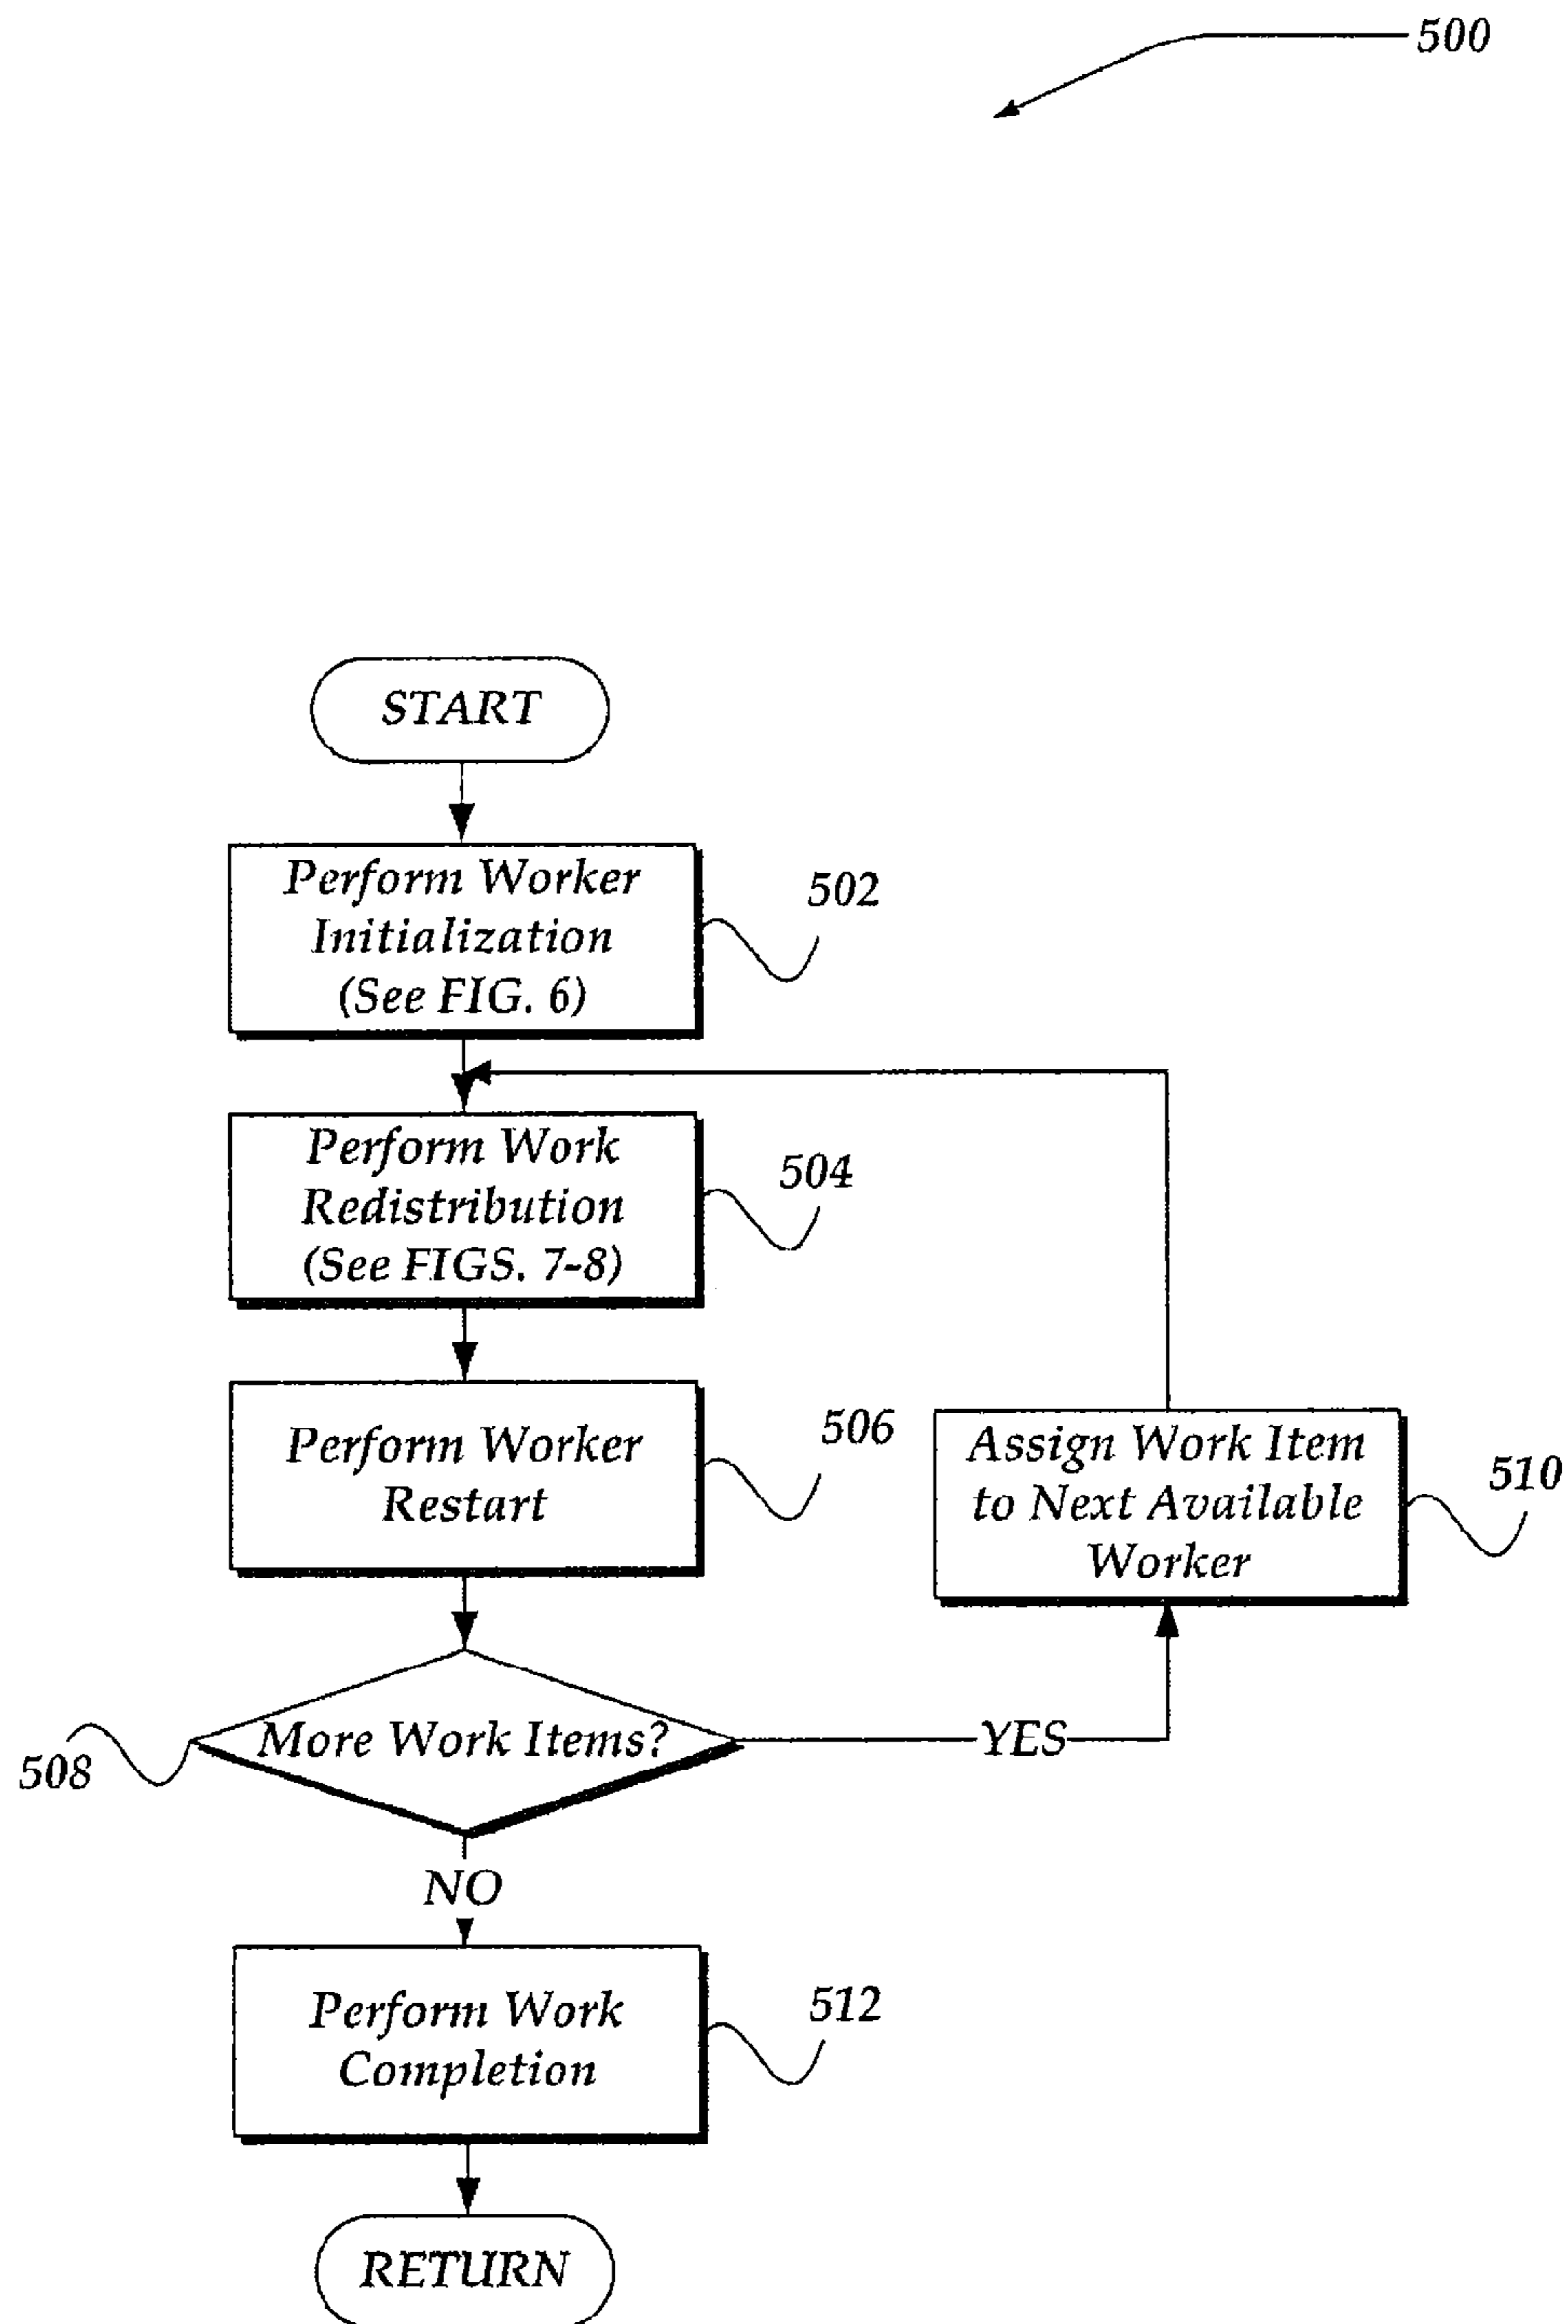 500
START
Perform Worker
Initialization
(See FIG. 6)
502
Perform Work
Redistribution
(See FIGS. 7-8)
504
Perform Worker
Restart
506
Assign Work Item
to Next Available
Worker
510
More Work Items?
508
YES
NO
Perform Work
Completion
512
RETURN